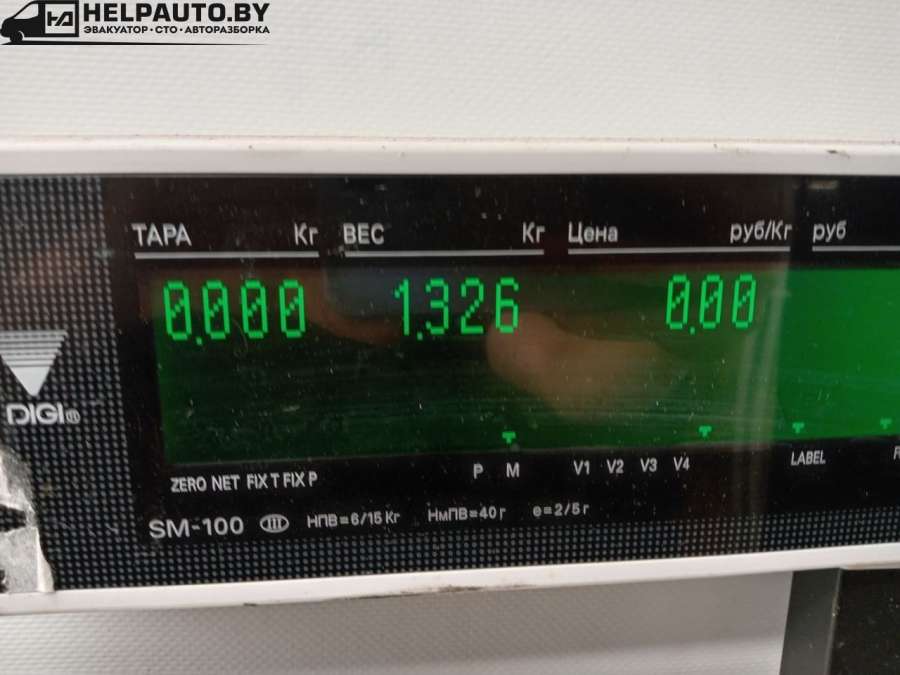 HELPAUTO.BY
ЭВАКУАТОР · СТО · АВТОРАЗБОРКА
ТАРА Кг ВЕС Кг Цена руб/Кг руб
0.000 1.326 0.00
DIGI
P M V1 V2 V3 V4 LABEL
ZERO NET FIX T FIX P
SM-100 III НПВ=6/15 Кг НмПВ=40 г e=2/5 г